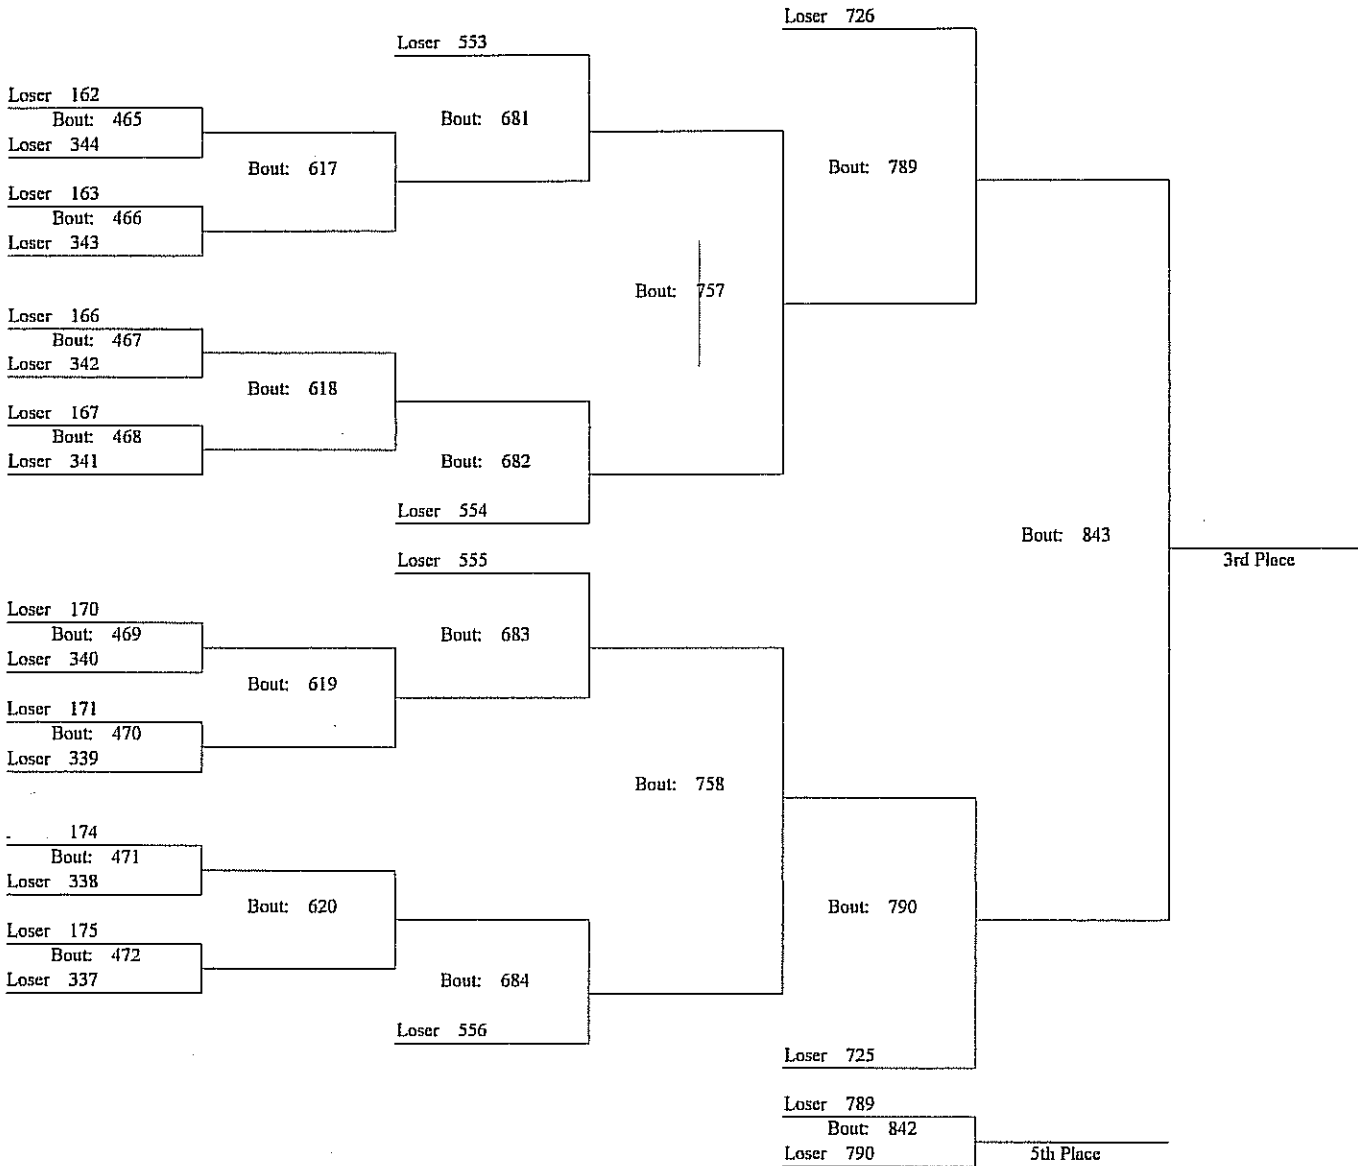 Loser 726
Loser 553
Loser 162
Bout: 465
Loser 344
Bout: 681
Bout: 617
Bout: 789
Loser 163
Bout: 466
Loser 343
Bout: 757
Loser 166
Bout: 467
Loser 342
Bout: 618
Loser 167
Bout: 468
Loser 341
Bout: 682
Loser 554
Bout: 843
3rd Place
Loser 555
Loser 170
Bout: 469
Loser 340
Bout: 683
Bout: 619
Loser 171
Bout: 470
Loser 339
Bout: 758
174
Bout: 471
Loser 338
Bout: 620
Bout: 790
Loser 175
Bout: 472
Loser 337
Bout: 684
Loser 556
Loser 725
Loser 789
Bout: 842
Loser 790
5th Place